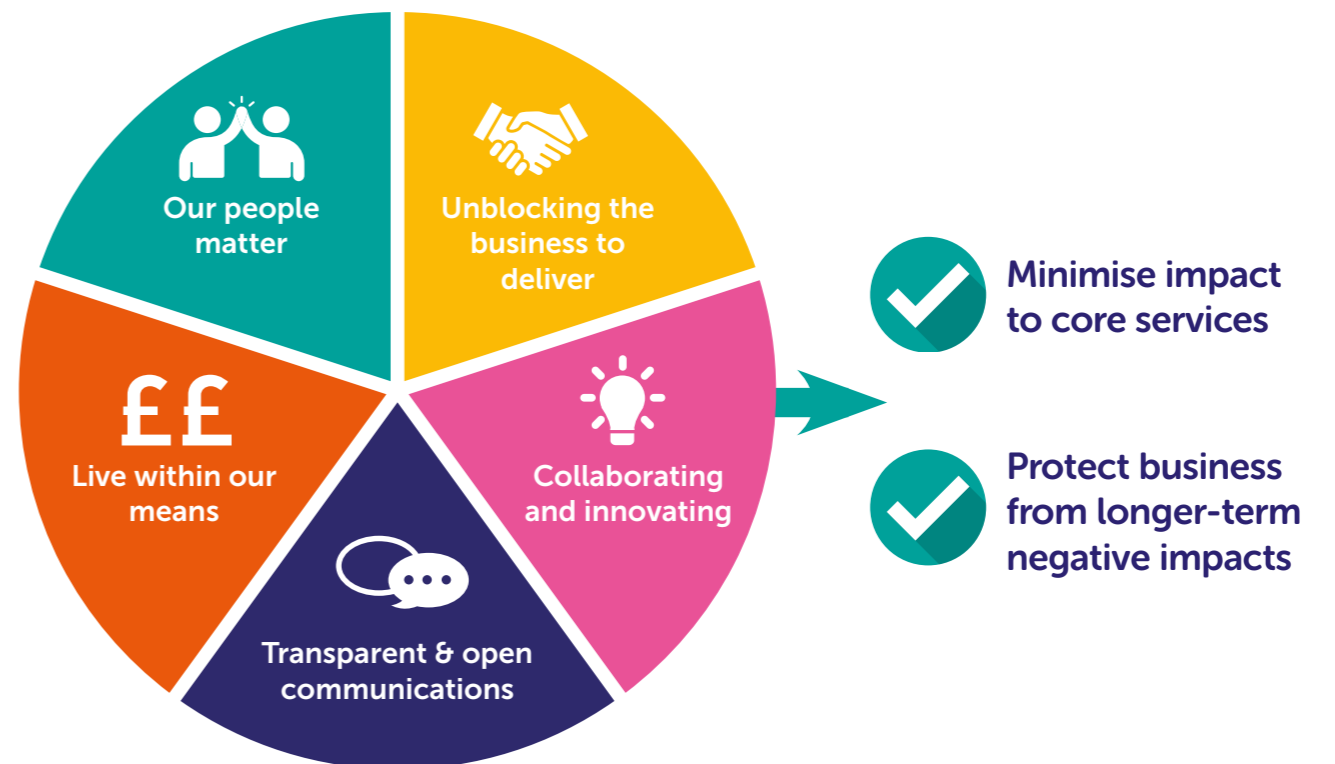 Our people
matter
Unblocking the
business to
deliver
Collaborating
and innovating
Transparent & open
communications
££
Live within our
means
Minimise impact
to core services
Protect business
from longer-term
negative impacts